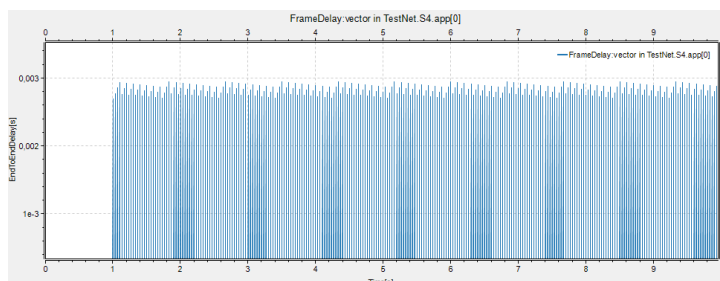 FrameDelay:vector in TestNet.S4.app[0]
0 1 2 3 4 5 6 7 8 9
FrameDelay:vector in TestNet.S4.app[0]
0,003
0,002
1e-3
EndToEndDelay[s]
0 1 2 3 4 5 6 7 8 9